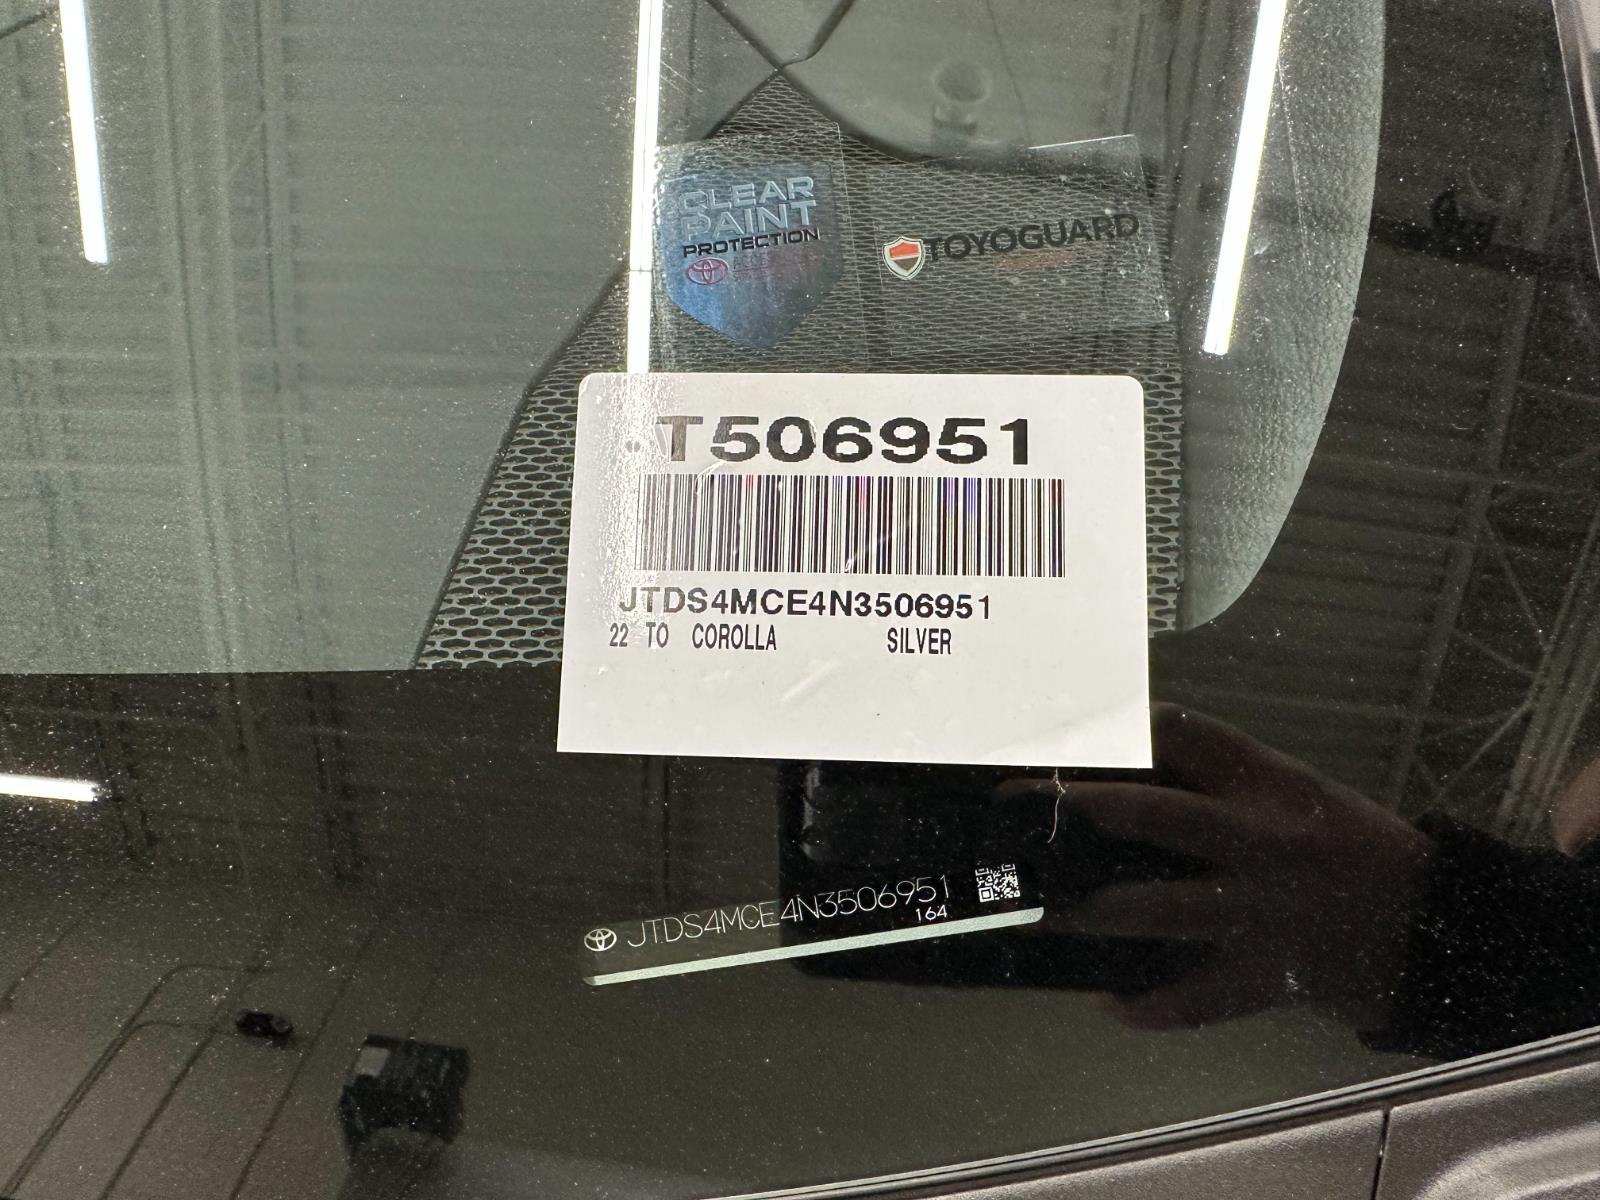 CLEAR
PAINT
PROTECTION
TOYOGUARD
T506951
JTDS4MCE4N3506951
22 TO COROLLA SILVER
JTDS4MCE4N3506951
164